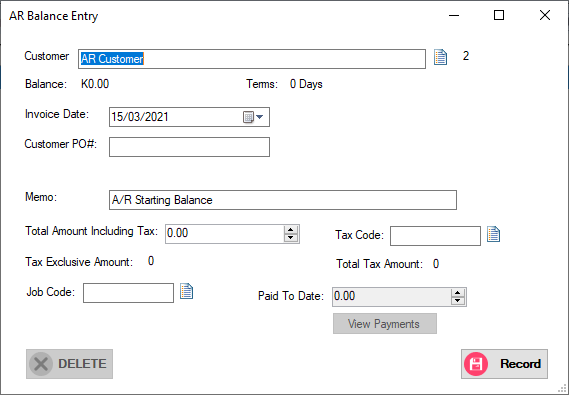 AR Balance Entry
Customer AR Customer 2
Balance: K0.00 Terms: 0 Days
Invoice Date: 15/03/2021
Customer PO#:
Memo: A/R Starting Balance
Total Amount Including Tax: 0.00 Tax Code:
Tax Exclusive Amount: 0 Total Tax Amount: 0
Job Code: Paid To Date: 0.00
View Payments
DELETE Record